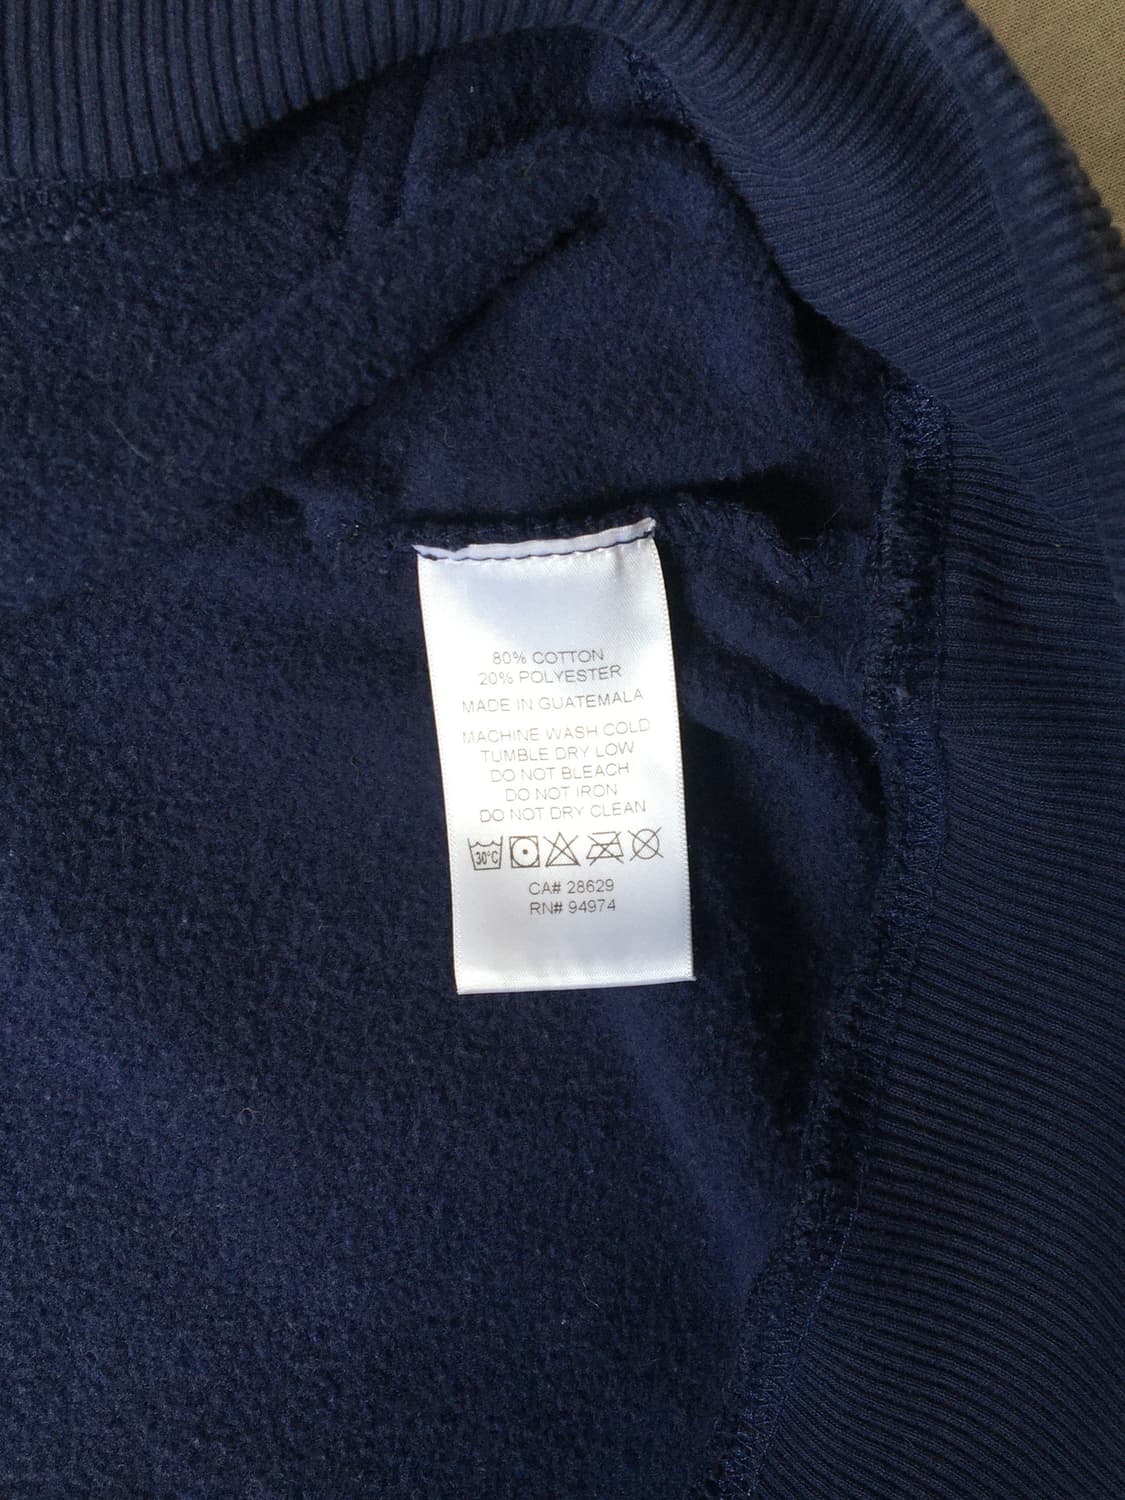 80% COTTON
20% POLYESTER
MADE IN GUATEMALA
MACHINE WASH COLD
TUMBLE DRY LOW
DO NOT BLEACH
DO NOT IRON
DO NOT DRY CLEAN
30°C
CA# 28629
RN# 94974